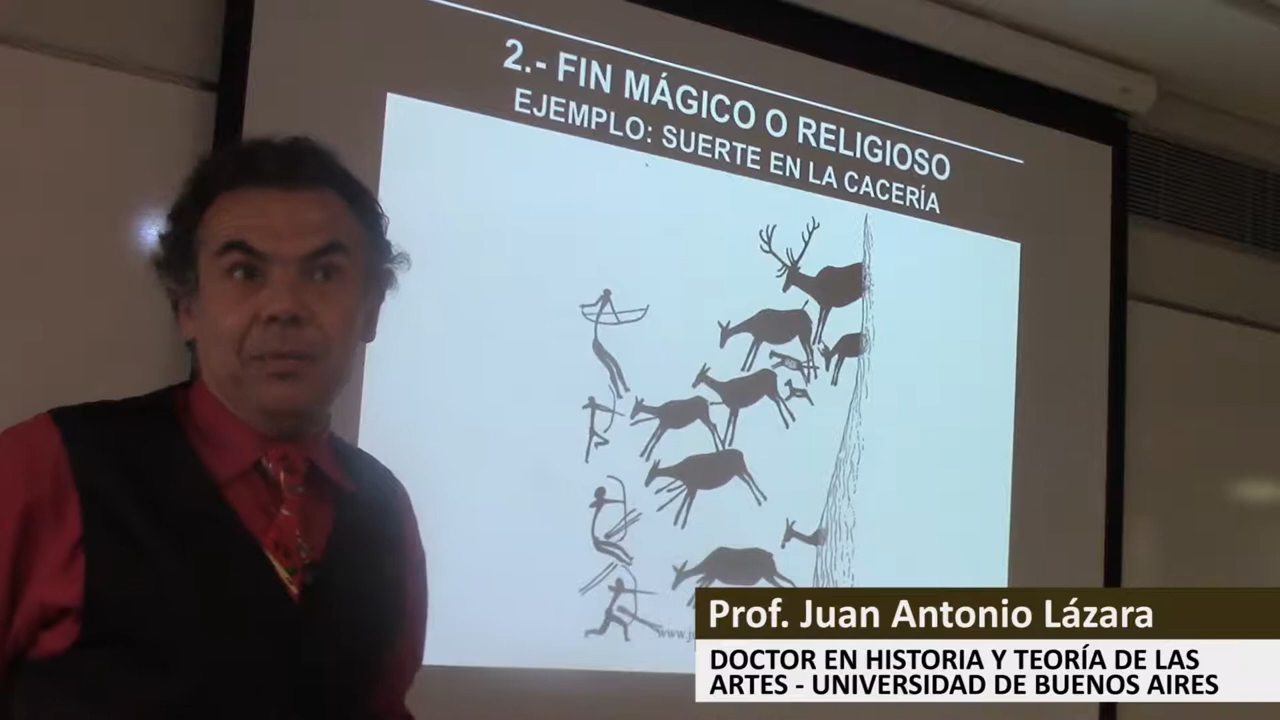 2.- FIN MÁGICO O RELIGIOSO
EJEMPLO: SUERTE EN LA CACERÍA
Prof. Juan Antonio Lázara
DOCTOR EN HISTORIA Y TEORÍA DE LAS
ARTES - UNIVERSIDAD DE BUENOS AIRES